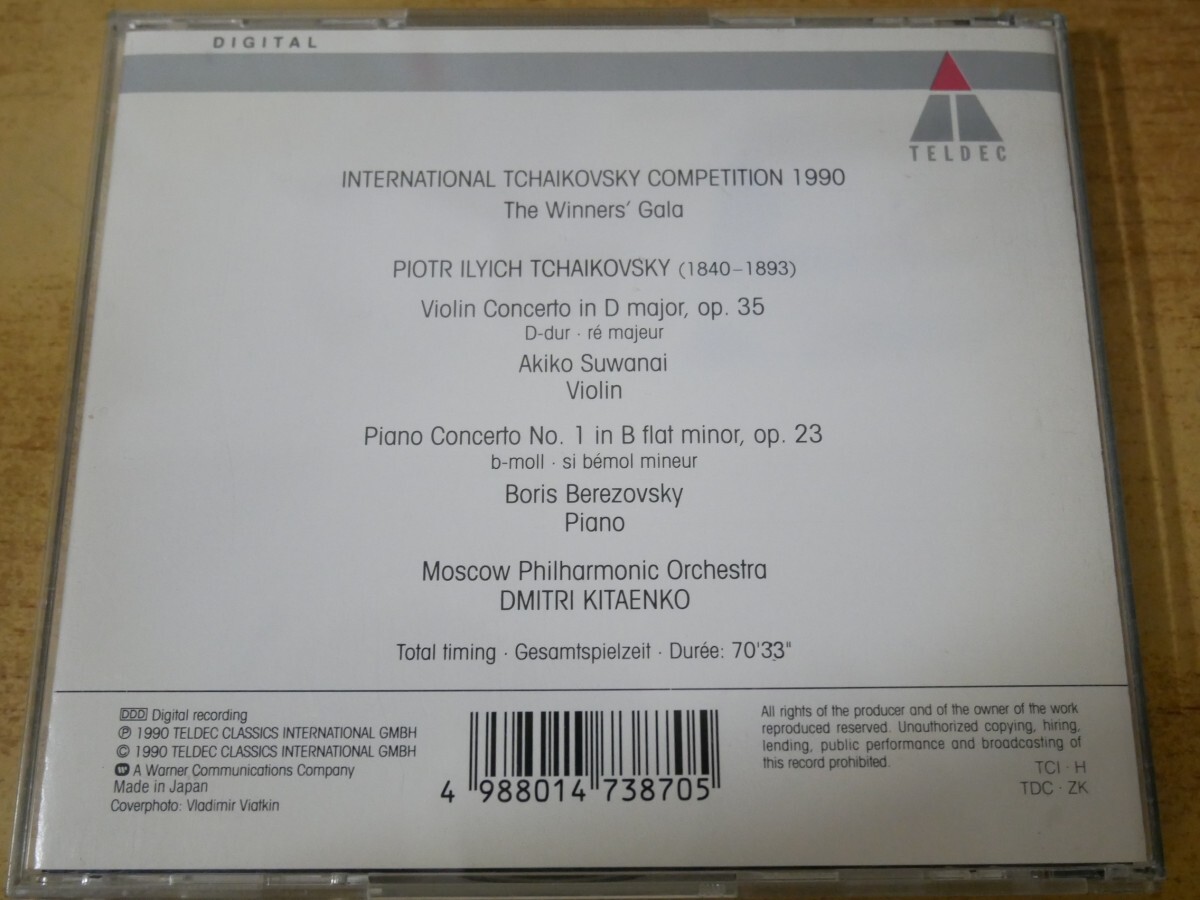 DIGITAL
TELDEC
INTERNATIONAL TCHAIKOVSKY COMPETITION 1990
The Winners' Gala
PIOTR ILYICH TCHAIKOVSKY (1840–1893)
Violin Concerto in D major, op. 35
D-dur · ré majeur
Akiko Suwanai
Violin
Piano Concerto No. 1 in B flat minor, op. 23
b-moll · si bémol mineur
Boris Berezovsky
Piano
Moscow Philharmonic Orchestra
DMITRI KITAENKO
Total timing · Gesamtspielzeit · Durée: 70'33"
DDD Digital recording
℗ 1990 TELDEC CLASSICS INTERNATIONAL GMBH
© 1990 TELDEC CLASSICS INTERNATIONAL GMBH
A Warner Communications Company
Made in Japan
Coverphoto: Vladimir Viatkin
4 988014 738705
All rights of the producer and of the owner of the work
reproduced reserved. Unauthorized copying, hiring,
lending, public performance and broadcasting of
this record prohibited.
TCI · H
TDC · ZK